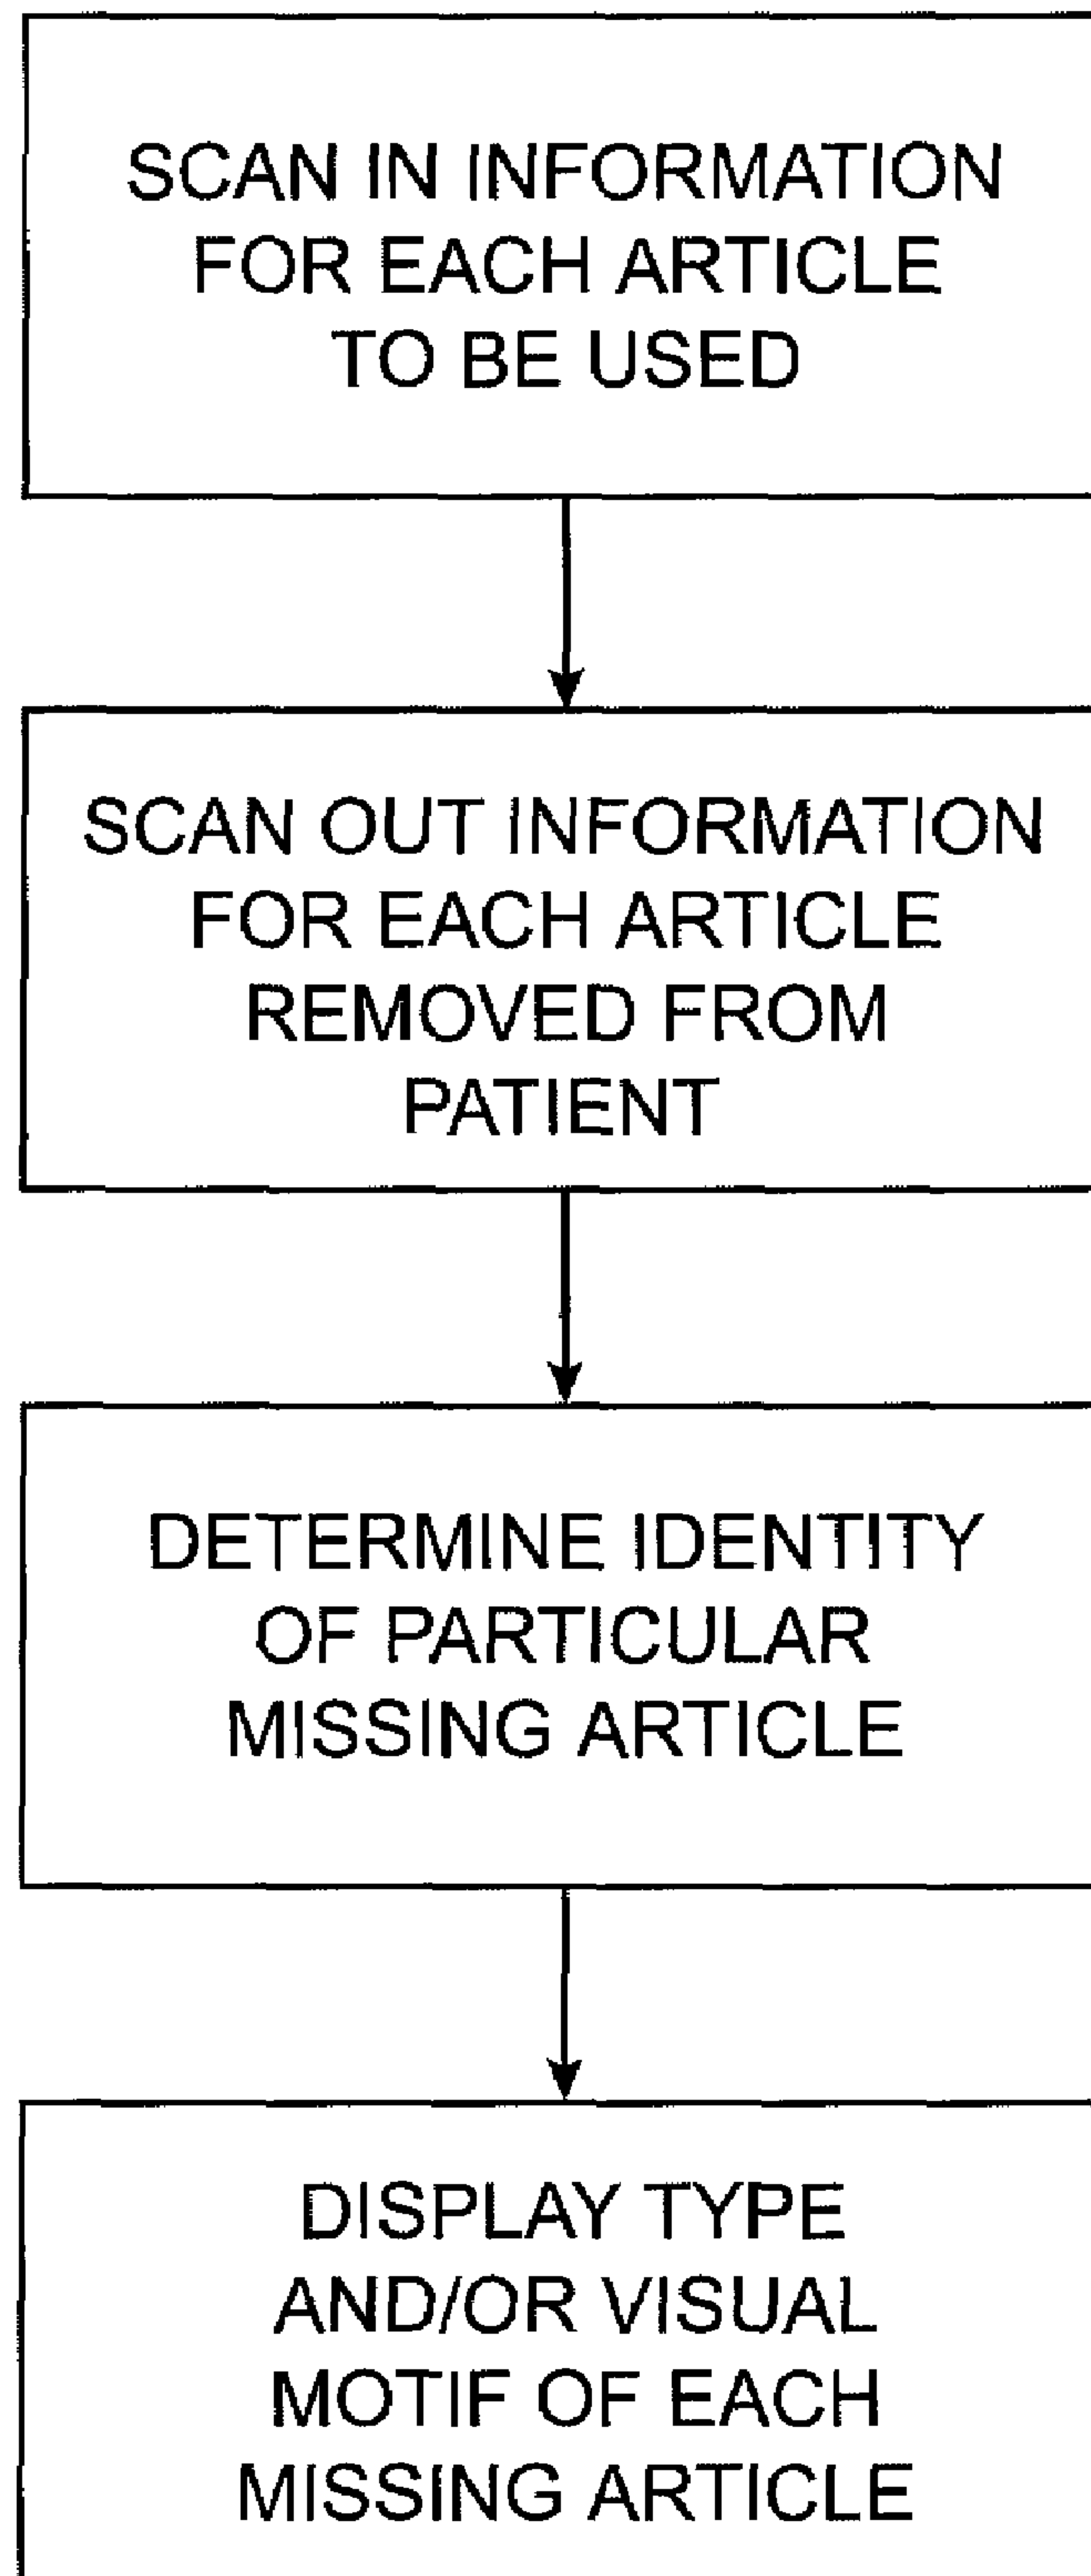 SCAN IN INFORMATION
FOR EACH ARTICLE
TO BE USED
SCAN OUT INFORMATION
FOR EACH ARTICLE
REMOVED FROM
PATIENT
DETERMINE IDENTITY
OF PARTICULAR
MISSING ARTICLE
DISPLAY TYPE
AND/OR VISUAL
MOTIF OF EACH
MISSING ARTICLE